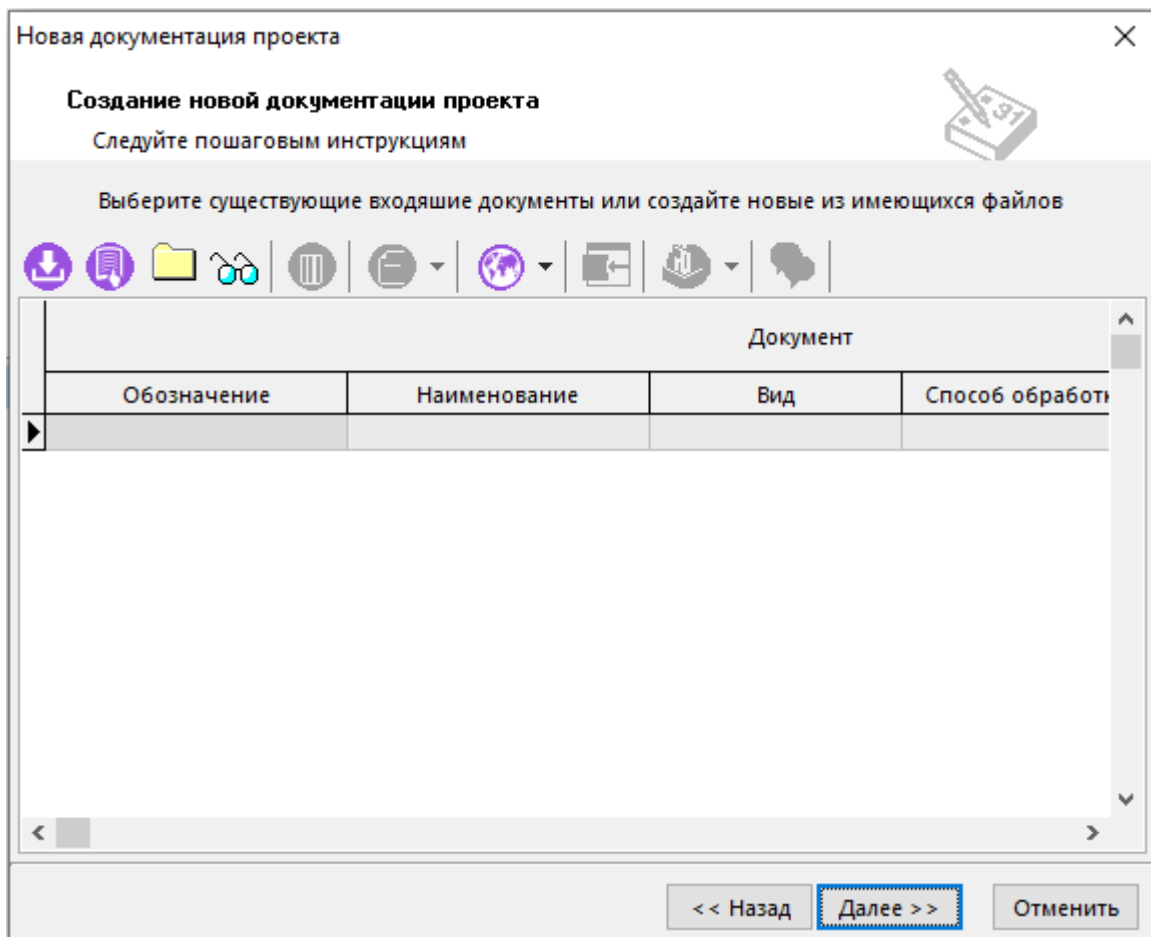 Новая документация проекта
Создание новой документации проекта
Следуйте пошаговым инструкциям
Выберите существующие входяшие документы или создайте новые из имеющихся файлов
Документ
Обозначение Наименование Вид Способ обработк
<< Назад Далее >> Отменить